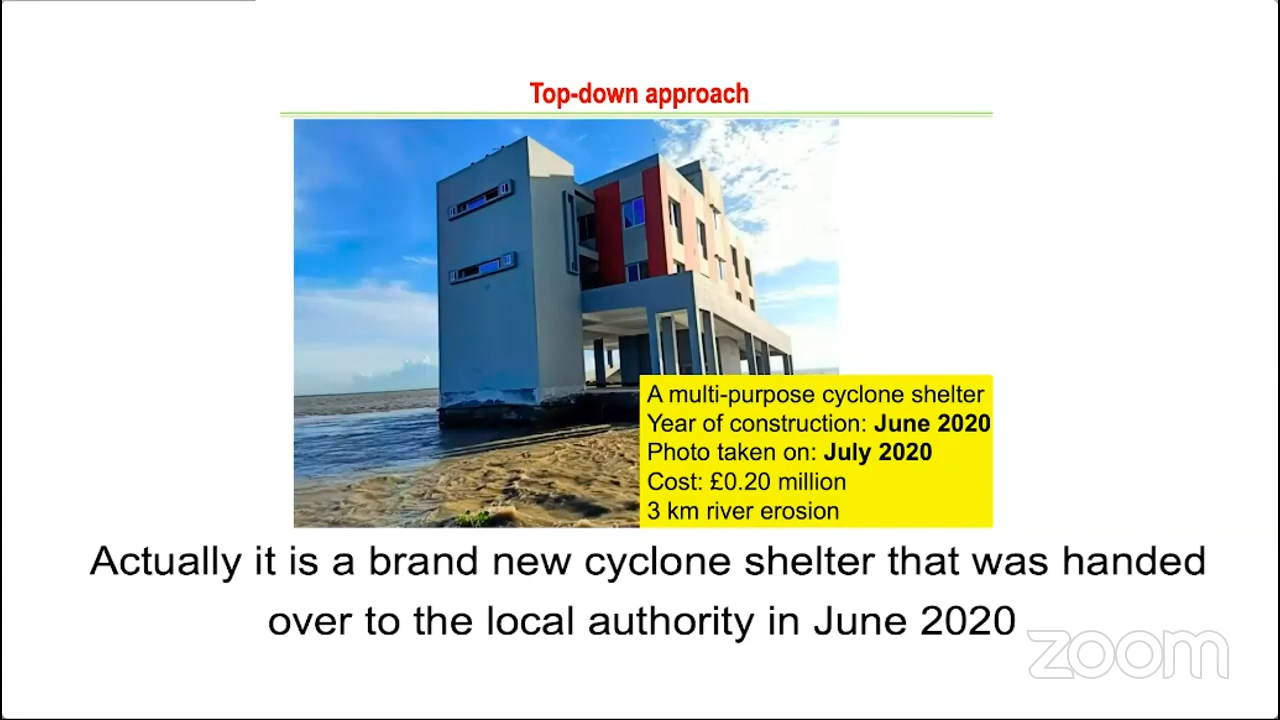 Top-down approach
A multi-purpose cyclone shelter
Year of construction: June 2020
Photo taken on: July 2020
Cost: £0.20 million
3 km river erosion
Actually it is a brand new cyclone shelter that was handed
over to the local authority in June 2020
zoom